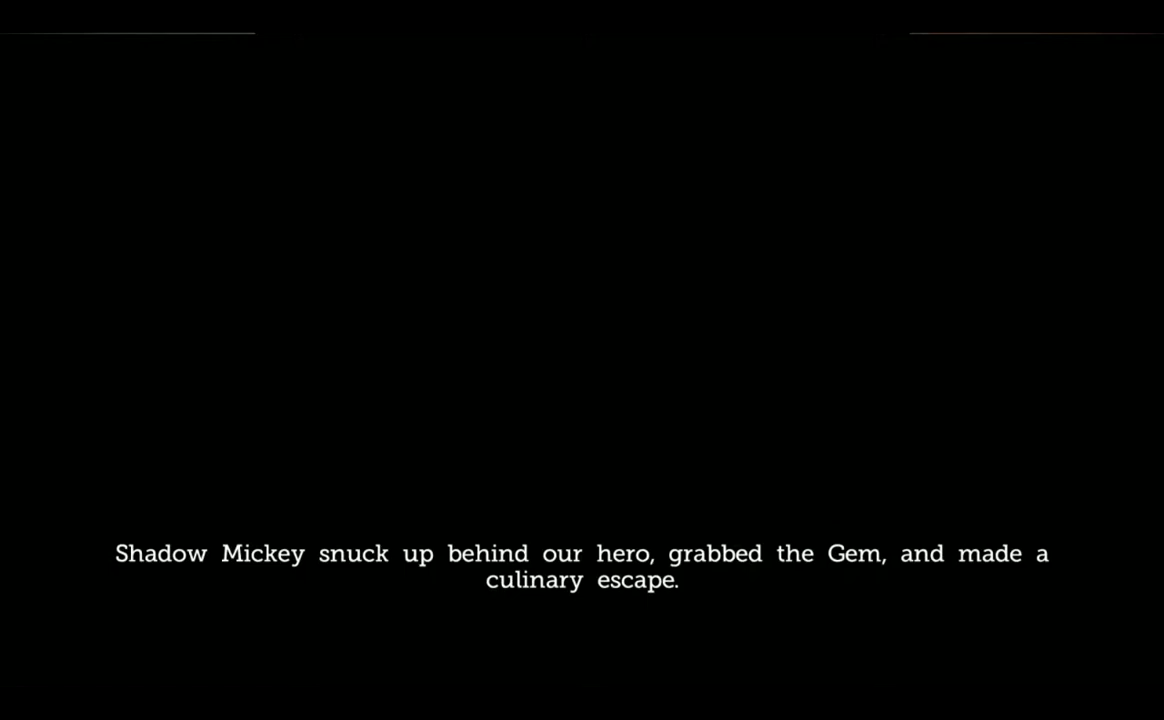 Shadow Mickey snuck up behind our hero, grabbed the Gem, and made a
culinary escape.